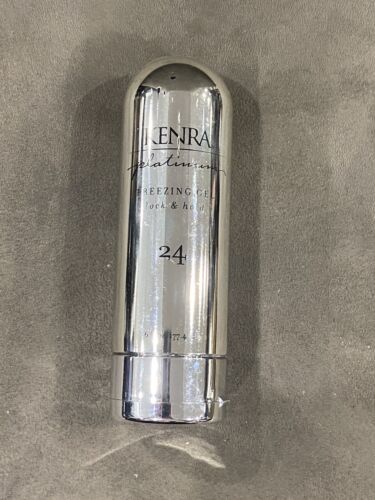 KENRA
platinum
FREEZING GEL
lock & hold
24